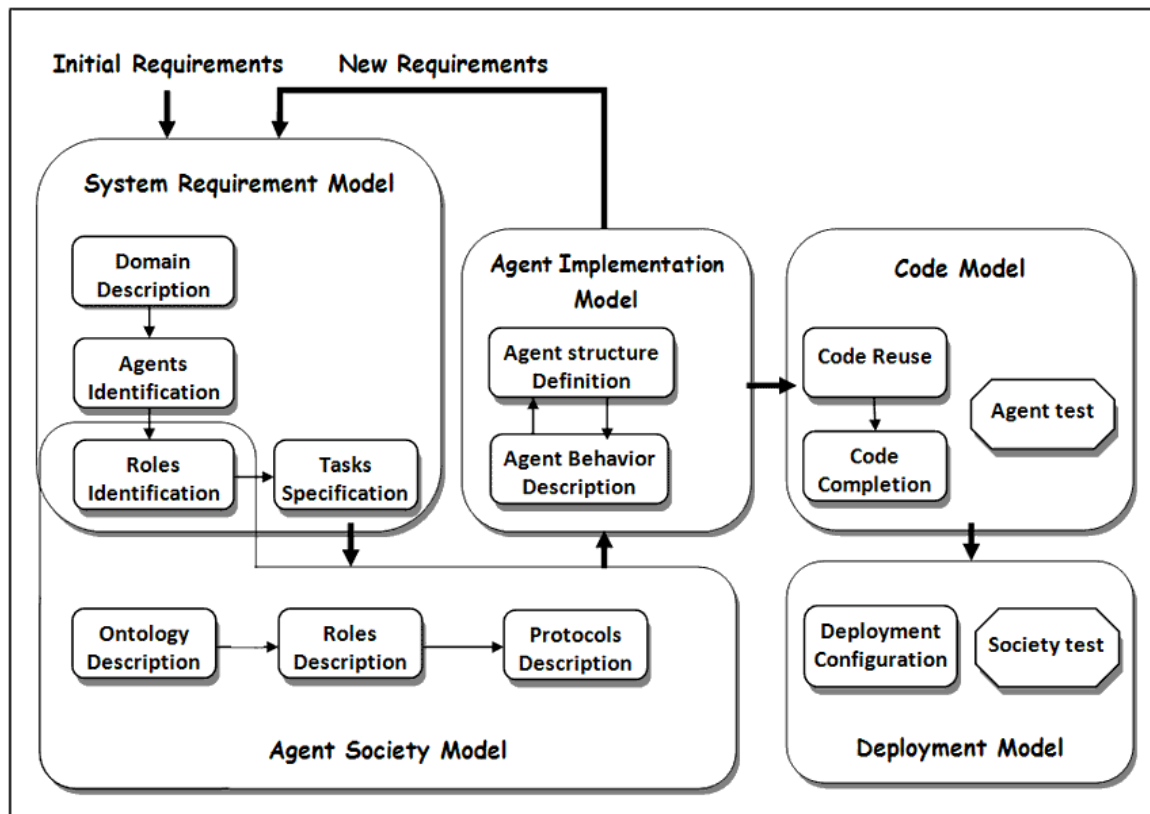 Initial Requirements
New Requirements
System Requirement Model
Domain
Description
Agents
Identification
Roles
Identification
Tasks
Specification
Agent Implementation
Model
Agent structure
Definition
Agent Behavior
Description
Code Model
Code Reuse
Code
Completion
Agent test
Ontology
Description
Roles
Description
Protocols
Description
Agent Society Model
Deployment
Configuration
Society test
Deployment Model